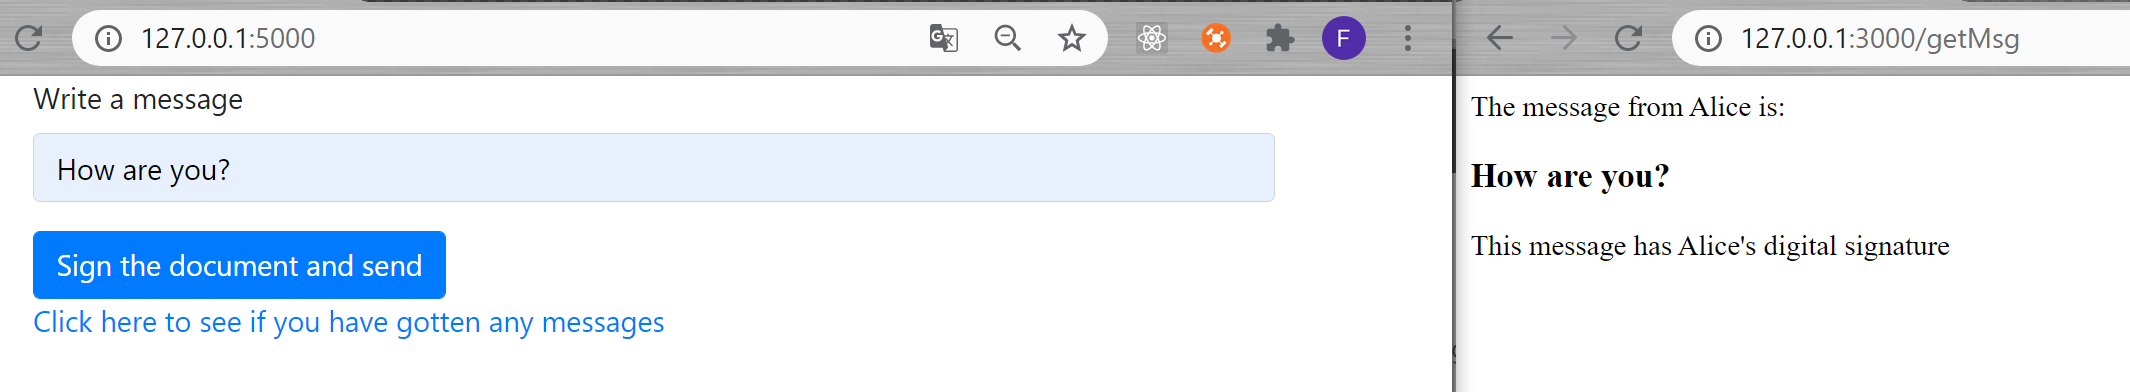 127.0.0.1:5000
F
Write a message
How are you?
Sign the document and send
Click here to see if you have gotten any messages
127.0.0.1:3000/getMsg
The message from Alice is:
How are you?
This message has Alice's digital signature